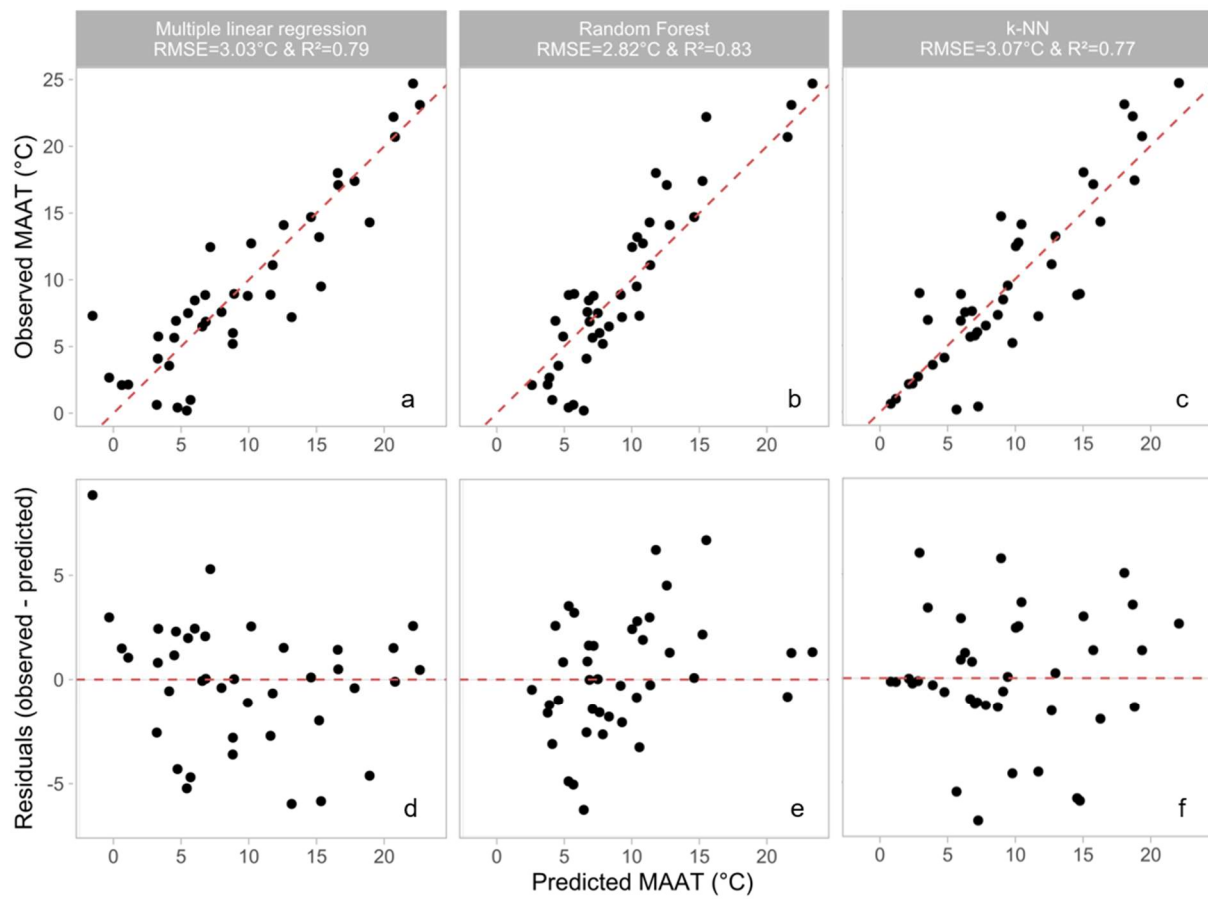 Multiple linear regression
RMSE=3.03°C & R²=0.79
Random Forest
RMSE=2.82°C & R²=0.83
k-NN
RMSE=3.07°C & R²=0.77
Observed MAAT (°C)
25
20
15
10
5
0
a
0 5 10 15 20
b
0 5 10 15 20
c
0 5 10 15 20
Residuals (observed - predicted)
5
0
-5
d
0 5 10 15 20
e
0 5 10 15 20
f
0 5 10 15 20
Predicted MAAT (°C)